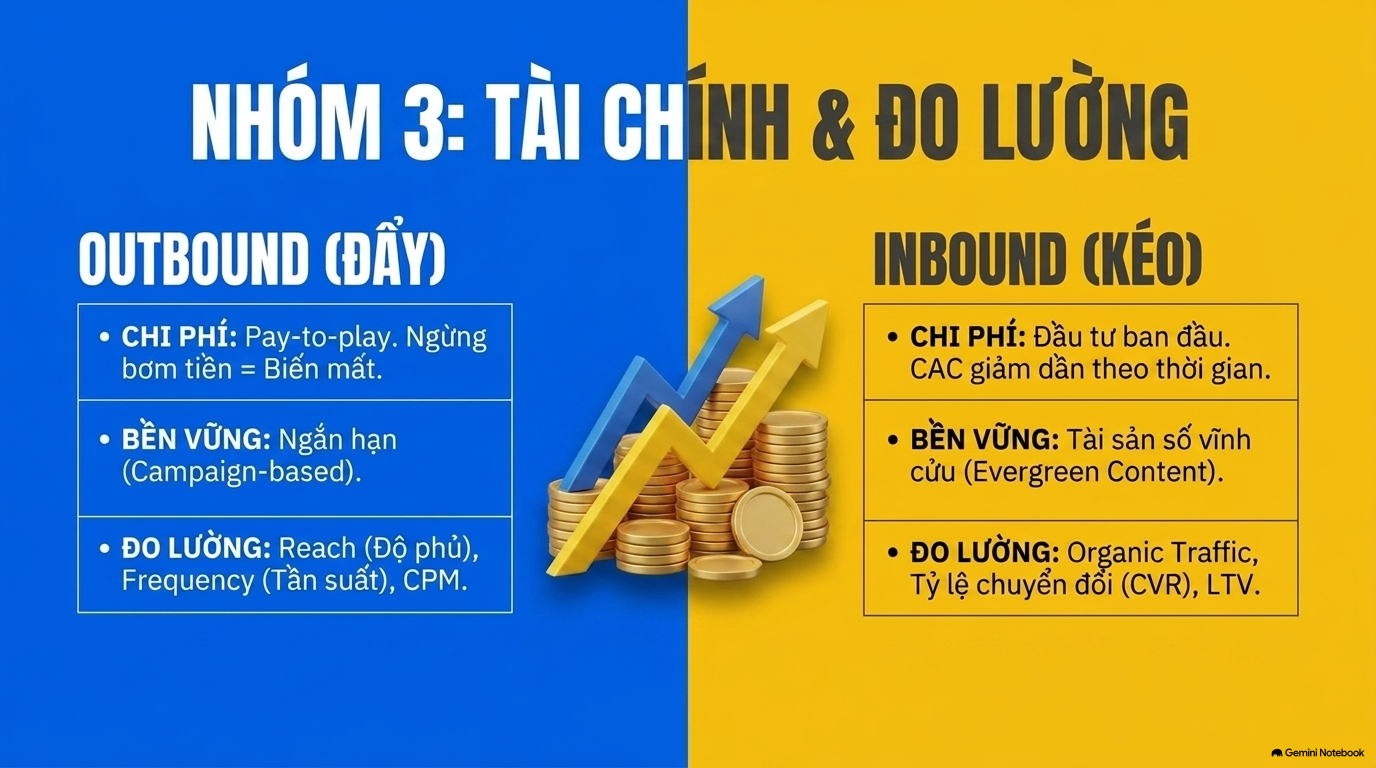 NHÓM 3: TÀI CHÍNH & ĐO LƯỜNG
OUTBOUND (ĐẨY)
• CHI PHÍ: Pay-to-play. Ngừng
bơm tiền = Biến mất.
• BỀN VỮNG: Ngắn hạn
(Campaign-based).
• ĐO LƯỜNG: Reach (Độ phủ),
Frequency (Tần suất), CPM.
INBOUND (KÉO)
• CHI PHÍ: Đầu tư ban đầu.
CAC giảm dần theo thời gian.
• BỀN VỮNG: Tài sản số vĩnh
cửu (Evergreen Content).
• ĐO LƯỜNG: Organic Traffic,
Tỷ lệ chuyển đổi (CVR), LTV.
Gemini Notebook